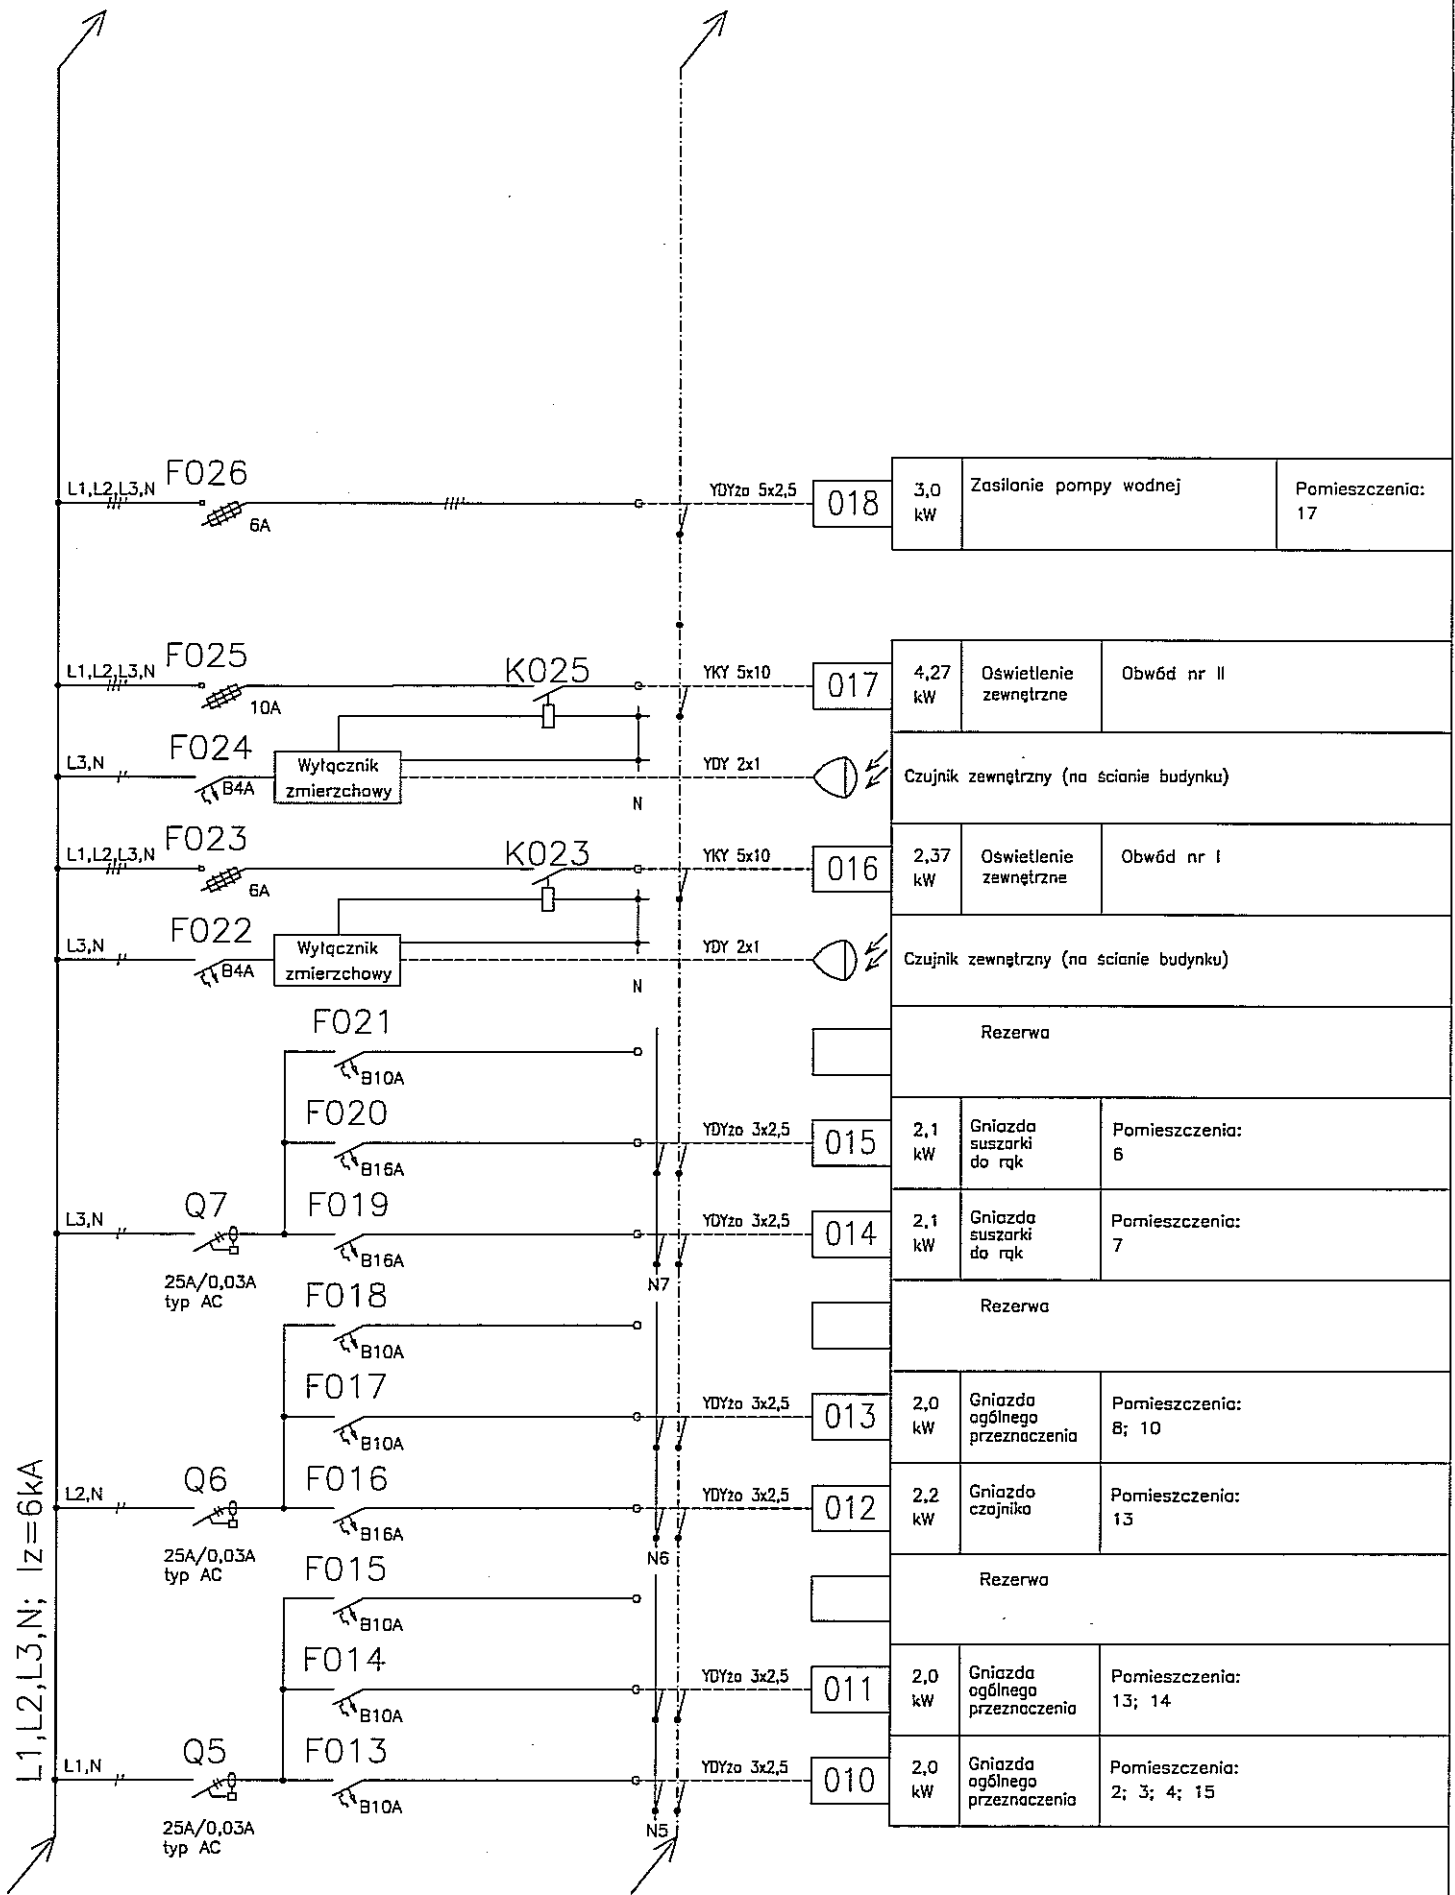 F026
L1,L2,L3,N
6A
YDYżo 5x2,5
018
3,0
kW
Zasilanie pompy wodnej
Pomieszczenia:
17
F025
L1,L2,L3,N
10A
K025
YKY 5x10
017
4,27
kW
Oświetlenie
zewnętrzne
Obwód nr II
F024
L3,N
B4A
Wyłącznik
zmierzchowy
N
YDY 2x1
Czujnik zewnętrzny (na ścianie budynku)
F023
L1,L2,L3,N
6A
K023
YKY 5x10
016
2,37
kW
Oświetlenie
zewnętrzne
Obwód nr I
F022
L3,N
B4A
Wyłącznik
zmierzchowy
N
YDY 2x1
Czujnik zewnętrzny (na ścianie budynku)
F021
B10A
Rezerwa
F020
B16A
YDYżo 3x2,5
015
2,1
kW
Gniazda
suszarki
do rąk
Pomieszczenia:
6
L3,N
Q7
25A/0,03A
typ AC
F019
B16A
N7
YDYżo 3x2,5
014
2,1
kW
Gniazda
suszarki
do rąk
Pomieszczenia:
7
F018
B10A
Rezerwa
F017
B10A
YDYżo 3x2,5
013
2,0
kW
Gniazda
ogólnego
przeznaczenia
Pomieszczenia:
8; 10
L2,N
Q6
25A/0,03A
typ AC
F016
B16A
N6
YDYżo 3x2,5
012
2,2
kW
Gniazdo
czajnika
Pomieszczenia:
13
F015
B10A
Rezerwa
F014
B10A
YDYżo 3x2,5
011
2,0
kW
Gniazda
ogólnego
przeznaczenia
Pomieszczenia:
13; 14
L1,N
Q5
25A/0,03A
typ AC
F013
B10A
N5
YDYżo 3x2,5
010
2,0
kW
Gniazda
ogólnego
przeznaczenia
Pomieszczenia:
2; 3; 4; 15
L1,L2,L3,N; Iz=6kA